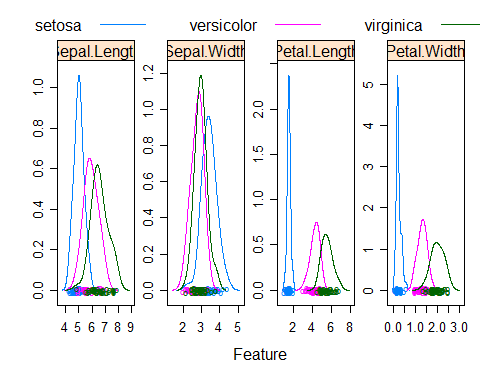 setosa versicolor virginica
Sepal.Length Sepal.Width Petal.Length Petal.Width
0.0 0.2 0.4 0.6 0.8 1.0
0.0 0.2 0.4 0.6 0.8 1.0 1.2
0.0 0.5 1.0 1.5 2.0
0 1 2 3 4 5
4 5 6 7 8 9 2 3 4 5 2 4 6 8 0.0 1.0 2.0 3.0
Feature